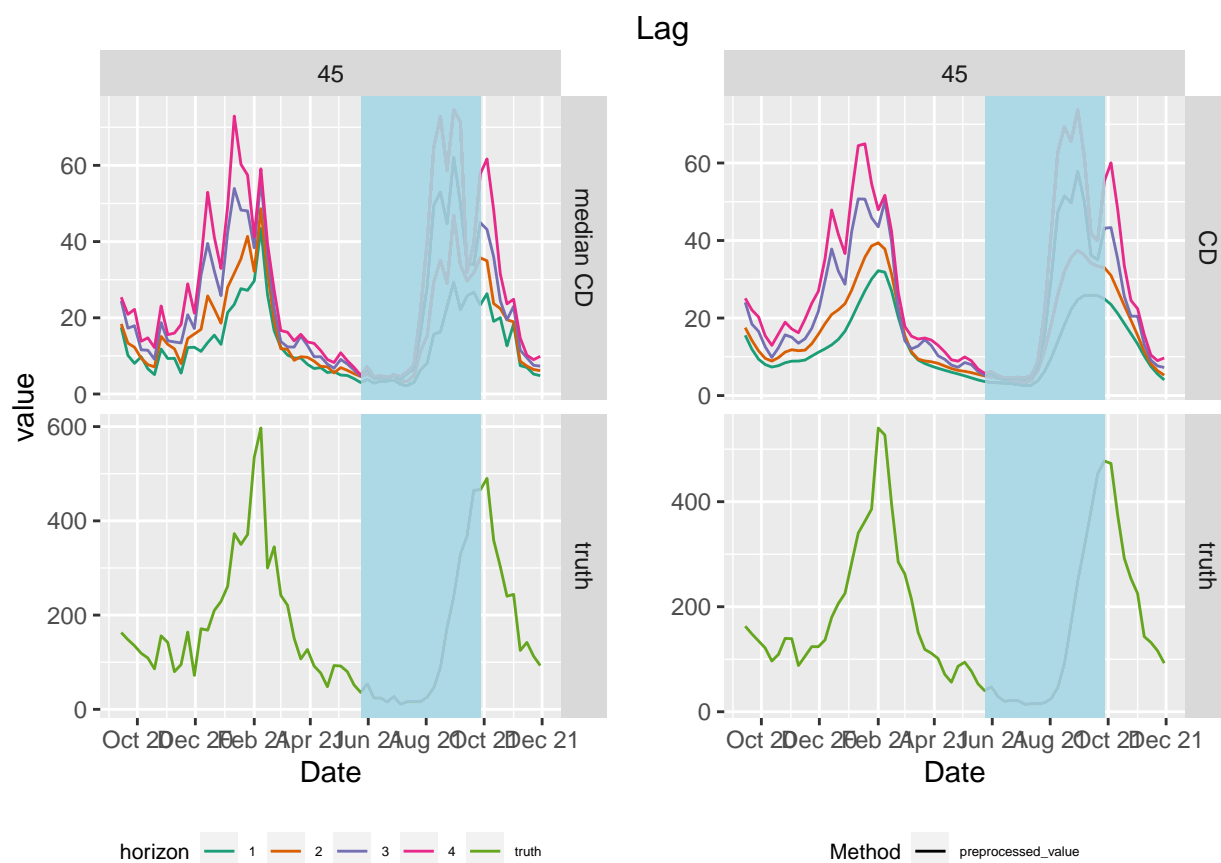 Lag
45
45
60
40
20
0
median CD
60
40
20
0
CD
value
600
400
200
0
truth
400
200
0
truth
Oct 20 Dec 20 Feb 21 Apr 21 Jun 21 Aug 21 Oct 21 Dec 21
Oct 20 Dec 20 Feb 21 Apr 21 Jun 21 Aug 21 Oct 21 Dec 21
Date
Date
horizon 1 2 3 4 truth
Method preprocessed_value